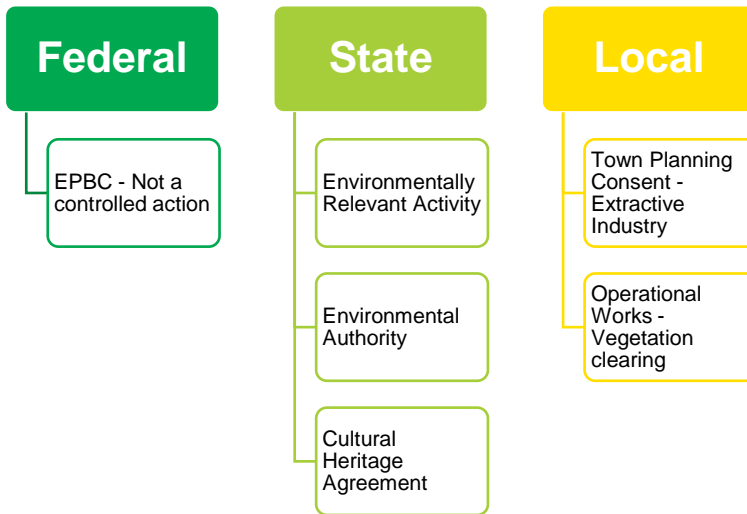 Federal
EPBC - Not a
controlled action
State
Environmentally
Relevant Activity
Environmental
Authority
Cultural
Heritage
Agreement
Local
Town Planning
Consent -
Extractive
Industry
Operational
Works -
Vegetation
clearing